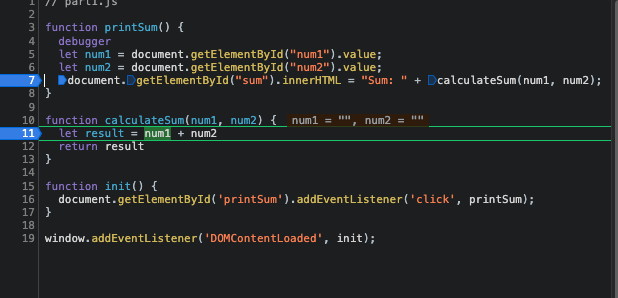 1 // part1.js
2
3 function printSum() {
4 debugger
5 let num1 = document.getElementById("num1").value;
6 let num2 = document.getElementById("num2").value;
7 document.getElementById("sum").innerHTML = "Sum: " + calculateSum(num1, num2);
8 }
9
10 function calculateSum(num1, num2) { num1 = "", num2 = ""
11 let result = num1 + num2
12 return result
13 }
14
15 function init() {
16 document.getElementById('printSum').addEventListener('click', printSum);
17 }
18
19 window.addEventListener('DOMContentLoaded', init);